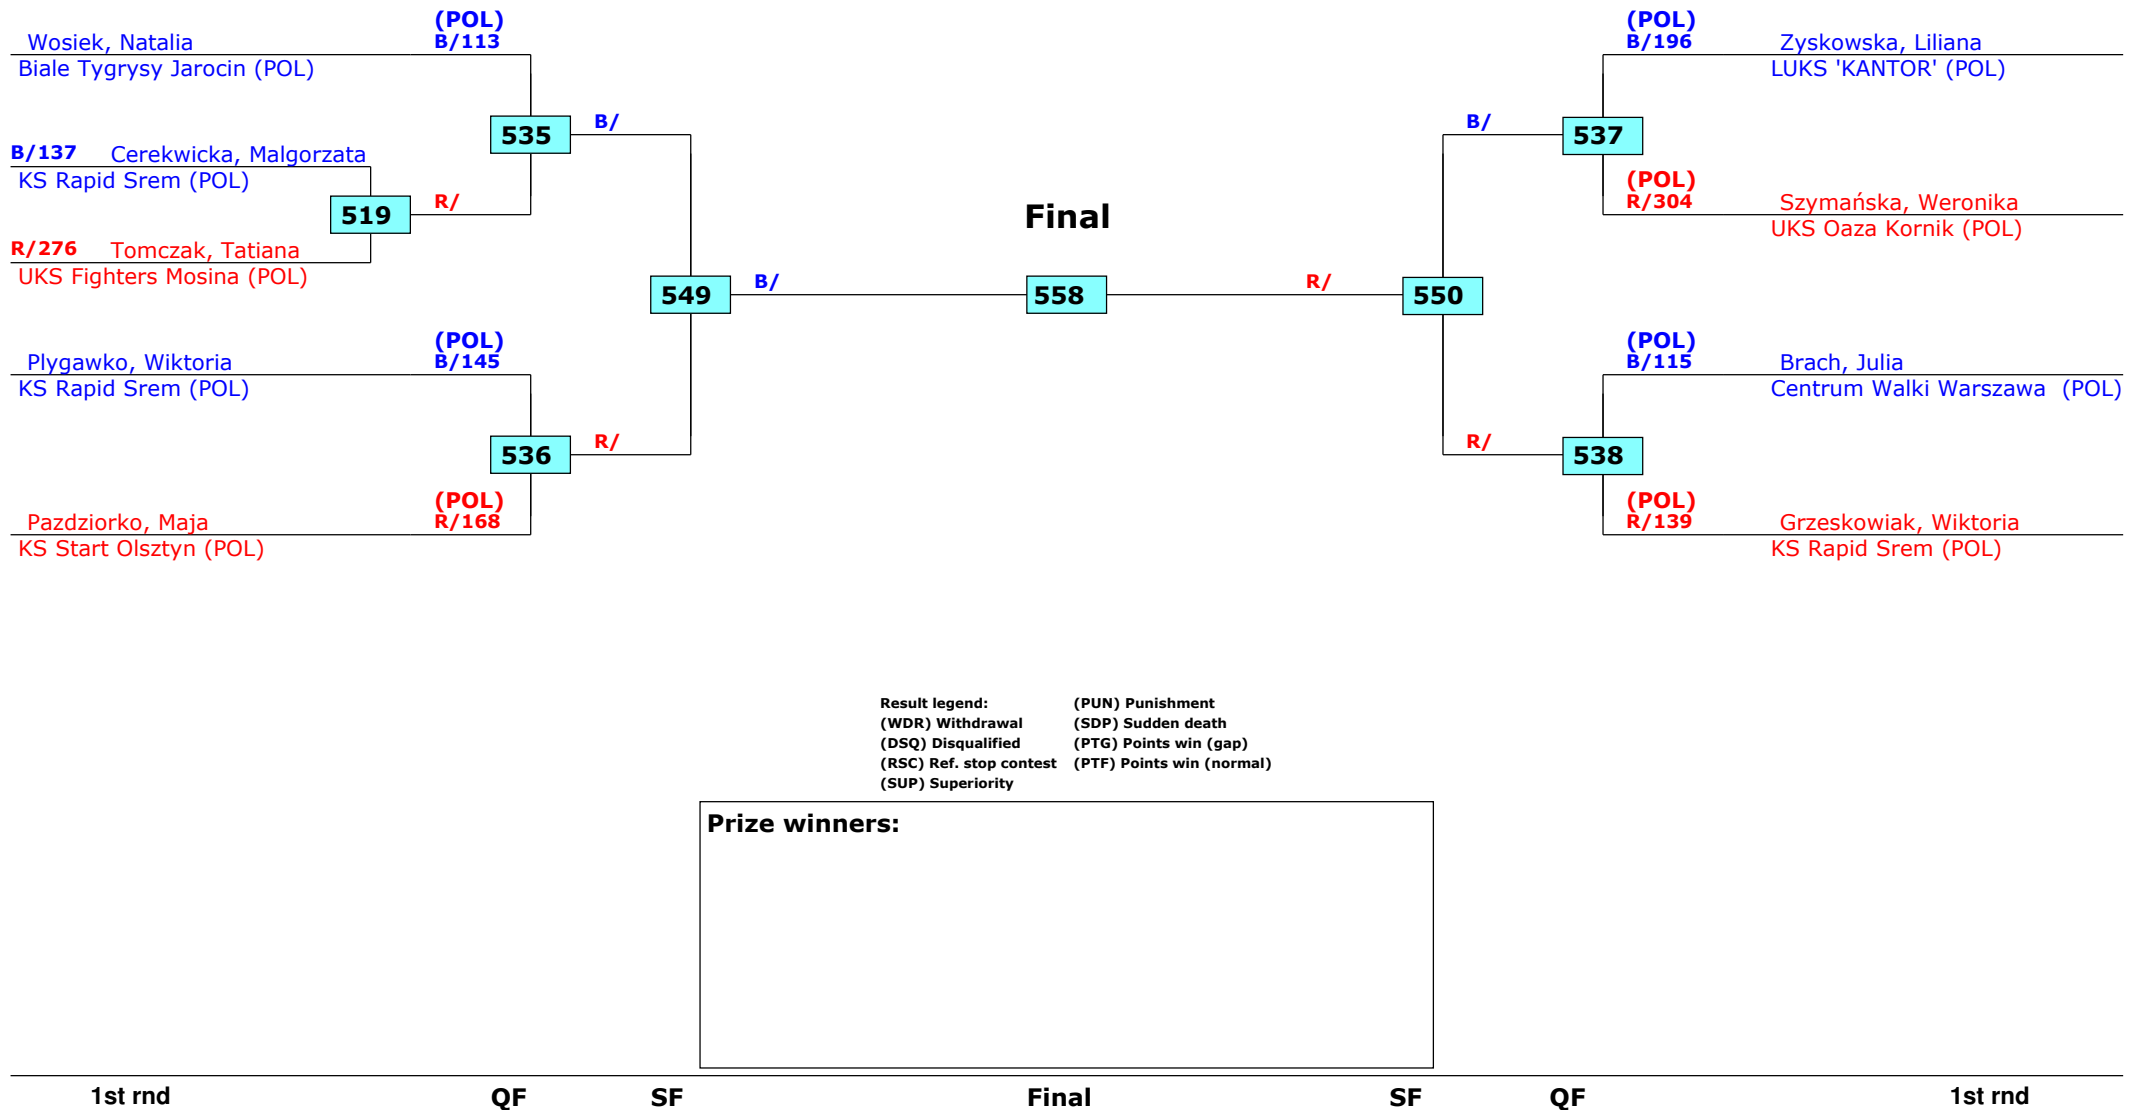 (POL)
Wosiek, Natalia B/113
Biale Tygrysy Jarocin (POL)
535
B/
B/137 Cerekwicka, Malgorzata
KS Rapid Srem (POL)
519
R/
R/276 Tomczak, Tatiana
UKS Fighters Mosina (POL)
549
B/
(POL)
Plygawko, Wiktoria B/145
KS Rapid Srem (POL)
536
R/
(POL)
Pazdziorko, Maja R/168
KS Start Olsztyn (POL)
Final
558
R/
550
(POL)
B/196 Zyskowska, Liliana
LUKS 'KANTOR' (POL)
B/
537
(POL)
R/304 Szymańska, Weronika
UKS Oaza Kornik (POL)
(POL)
B/115 Brach, Julia
Centrum Walki Warszawa (POL)
R/
538
(POL)
R/139 Grzeskowiak, Wiktoria
KS Rapid Srem (POL)
Result legend: (PUN) Punishment
(WDR) Withdrawal (SDP) Sudden death
(DSQ) Disqualified (PTG) Points win (gap)
(RSC) Ref. stop contest (PTF) Points win (normal)
(SUP) Superiority
Prize winners:
1st rnd QF SF Final SF QF 1st rnd